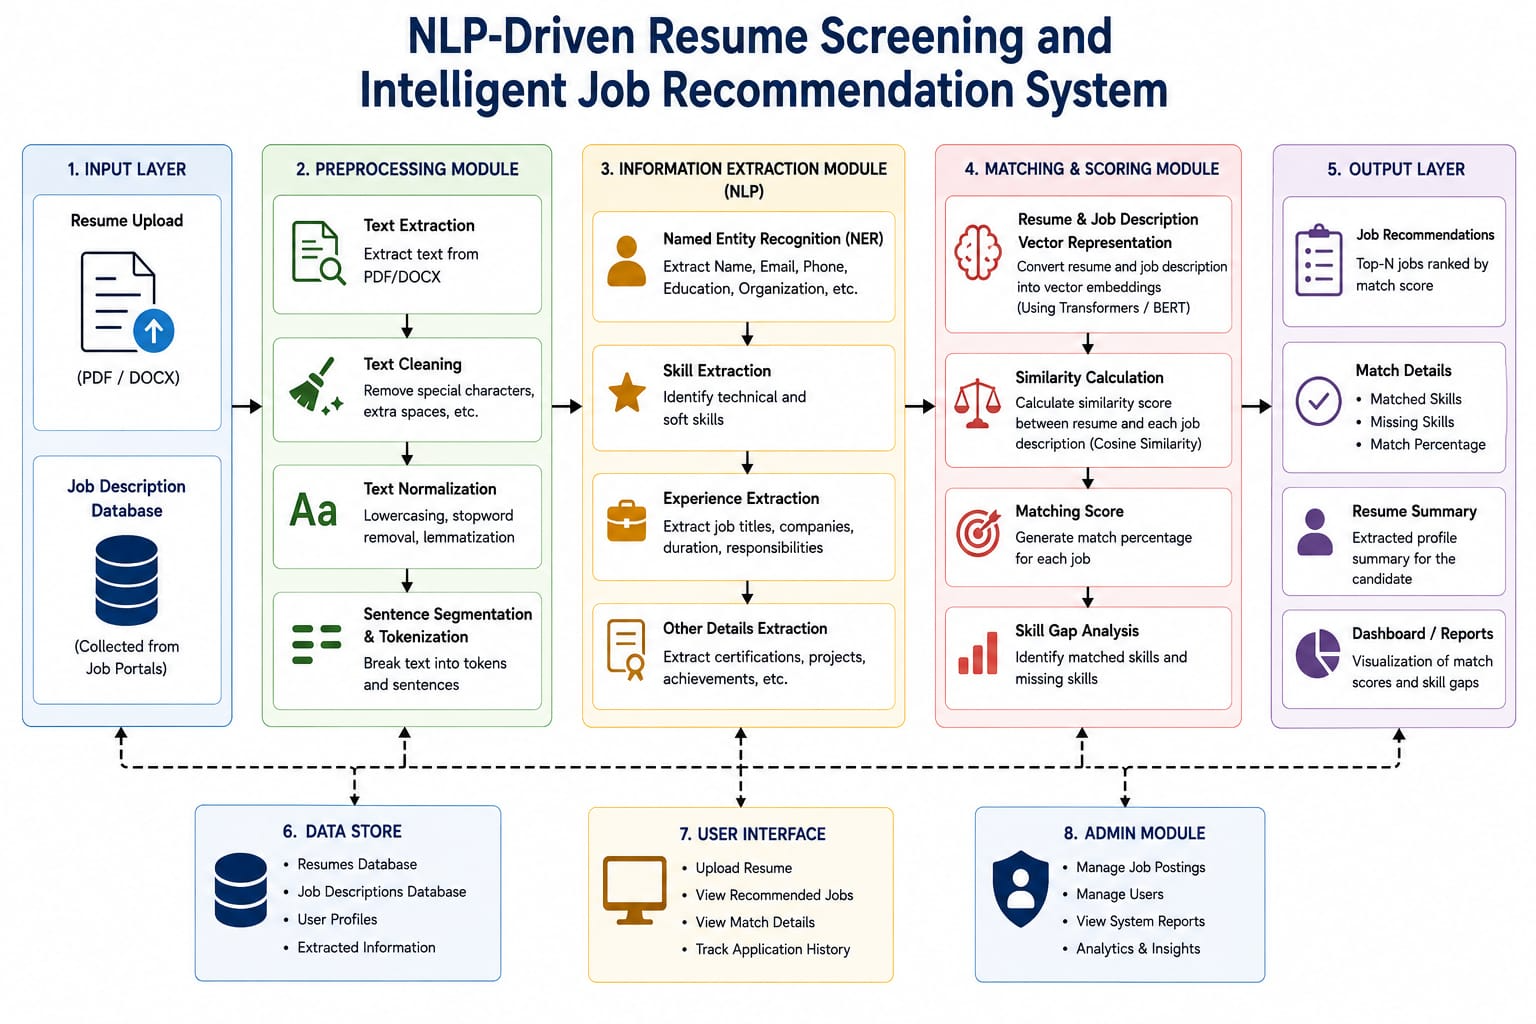 NLP-Driven Resume Screening and
Intelligent Job Recommendation System
1. INPUT LAYER
Resume Upload
(PDF / DOCX)
Job Description
Database
(Collected from
Job Portals)
2. PREPROCESSING MODULE
Text Extraction
Extract text from
PDF/DOCX
Text Cleaning
Remove special characters,
extra spaces, etc.
Aa
Text Normalization
Lowercasing, stopword
removal, lemmatization
Sentence Segmentation
& Tokenization
Break text into tokens
and sentences
3. INFORMATION EXTRACTION MODULE
(NLP)
Named Entity Recognition (NER)
Extract Name, Email, Phone,
Education, Organization, etc.
Skill Extraction
Identify technical and
soft skills
Experience Extraction
Extract job titles, companies,
duration, responsibilities
Other Details Extraction
Extract certifications, projects,
achievements, etc.
4. MATCHING & SCORING MODULE
Resume & Job Description
Vector Representation
Convert resume and job description
into vector embeddings
(Using Transformers / BERT)
Similarity Calculation
Calculate similarity score
between resume and each job
description (Cosine Similarity)
Matching Score
Generate match percentage
for each job
Skill Gap Analysis
Identify matched skills and
missing skills
5. OUTPUT LAYER
Job Recommendations
Top-N jobs ranked by
match score
Match Details
• Matched Skills
• Missing Skills
• Match Percentage
Resume Summary
Extracted profile
summary for the
candidate
Dashboard / Reports
Visualization of match
scores and skill gaps
6. DATA STORE
• Resumes Database
• Job Descriptions Database
• User Profiles
• Extracted Information
7. USER INTERFACE
• Upload Resume
• View Recommended Jobs
• View Match Details
• Track Application History
8. ADMIN MODULE
• Manage Job Postings
• Manage Users
• View System Reports
• Analytics & Insights